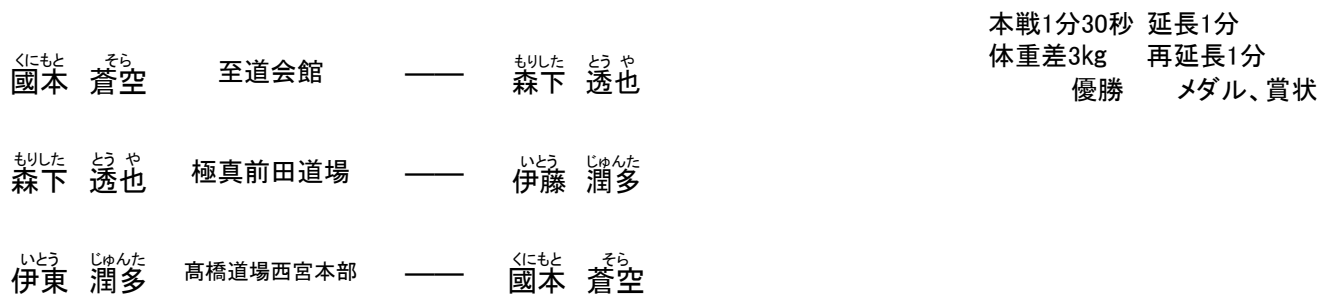 本戦1分30秒 延長1分
体重差3kg 再延長1分
優勝 メダル、賞状
くにもと そら もりした とう や
國本 蒼空 至道会館 ―― 森下 透也
もりした とう や いとう じゅんた
森下 透也 極真前田道場 ―― 伊藤 潤多
いとう じゅんた くにもと そら
伊東 潤多 髙橋道場西宮本部 ―― 國本 蒼空